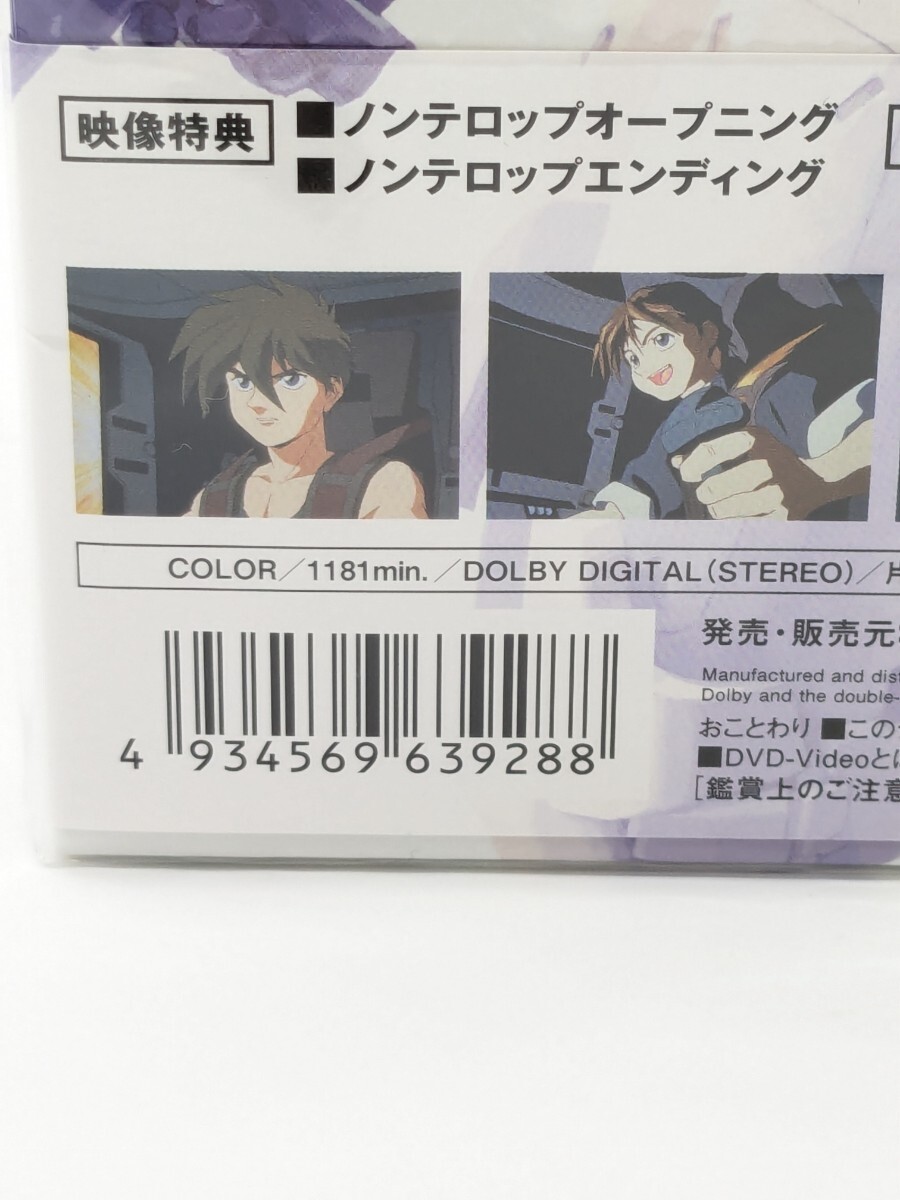 映像特典
■ノンテロップオープニング
■ノンテロップエンディング
COLOR／1181min.／DOLBY DIGITAL(STEREO)／片
発売・販売元
Manufactured and dist
Dolby and the double-
おことわり ■この
■DVD-Videoと
[鑑賞上のご注意
4 934569 639288